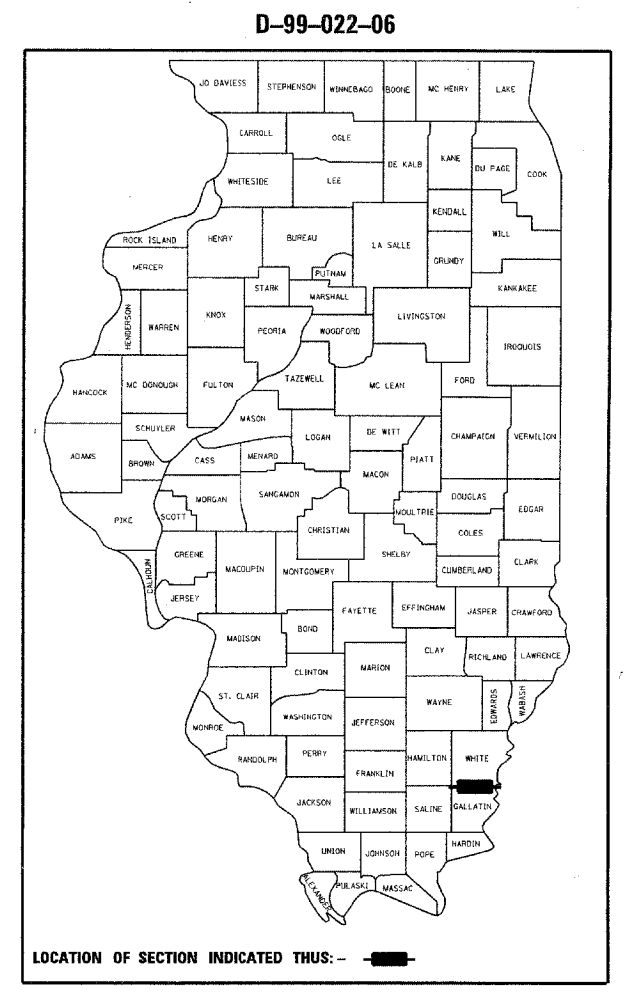 D-99-022-06
JO DAVIESS
STEPHENSON
WINNEBAGO
BOONE
MC HENRY
LAKE
CARROLL
OGLE
DE KALB
KANE
DU PAGE
COOK
WHITESIDE
LEE
KENDALL
WILL
ROCK ISLAND
HENRY
BUREAU
LA SALLE
GRUNDY
MERCER
PUTNAM
STARK
MARSHALL
KANKAKEE
HENDERSON
WARREN
KNOX
PEORIA
WOODFORD
LIVINGSTON
IROQUOIS
HANCOCK
MC DONOUGH
FULTON
TAZEWELL
MC LEAN
FORD
MASON
SCHUYLER
LOGAN
DE WITT
CHAMPAIGN
VERMILION
ADAMS
BROWN
CASS
MENARD
PIATT
MACON
MORGAN
SANGAMON
DOUGLAS
EDGAR
PIKE
SCOTT
CHRISTIAN
MOULTRIE
COLES
GREENE
MACOUPIN
MONTGOMERY
SHELBY
CUMBERLAND
CLARK
CALHOUN
JERSEY
FAYETTE
EFFINGHAM
JASPER
CRAWFORD
MADISON
BOND
CLAY
RICHLAND
LAWRENCE
CLINTON
MARION
ST. CLAIR
WAYNE
EDWARDS
WABASH
WASHINGTON
JEFFERSON
MONROE
RANDOLPH
PERRY
HAMILTON
WHITE
FRANKLIN
JACKSON
WILLIAMSON
SALINE
GALLATIN
UNION
JOHNSON
POPE
HARDIN
ALEXANDER
PULASKI
MASSAC
LOCATION OF SECTION INDICATED THUS: -